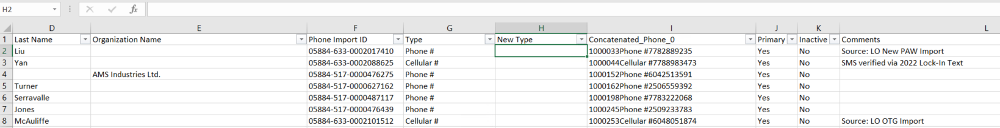 H2 fx
D E F G H I J K L
1 Last Name Organization Name Phone Import ID Type New Type Concatenated_Phone_0 Primary Inactive Comments
2 Liu 05884-633-0002017410 Phone # 1000033Phone #7782889235 Yes No Source: LO New PAW Import
3 Yan 05884-633-0002088625 Cellular # 1000044Cellular #7788983473 Yes No SMS verified via 2022 Lock-In Text
4 AMS Industries Ltd. 05884-517-0000476275 Phone # 1000152Phone #6042513591 Yes No
5 Turner 05884-517-0000627162 Phone # 1000162Phone #2506559392 Yes No
6 Serravalle 05884-633-0000487117 Phone # 1000198Phone #7783222068 Yes No
7 Jones 05884-517-0000476439 Phone # 1000245Phone #2509233783 Yes No
8 McAuliffe 05884-633-0002101512 Cellular # 1000253Cellular #6048051874 Yes No Source: LO OTG Import